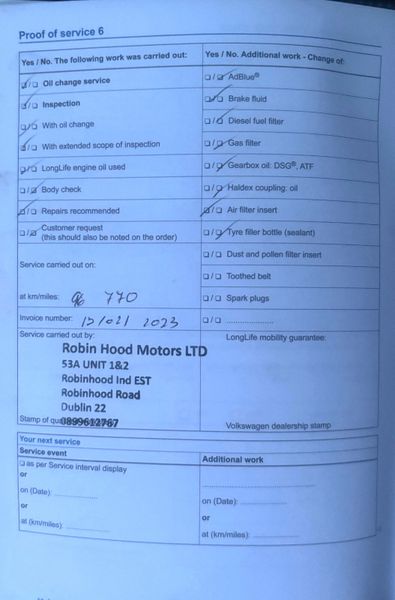 Proof of service 6
Yes / No. The following work was carried out:
☑/☐ Oil change service
☑/☐ Inspection
☐/☐ With oil change
☑/☐ With extended scope of inspection
☐/☐ LongLife engine oil used
☐/☑ Body check
☑/☐ Repairs recommended
☐/☑ Customer request
(this should also be noted on the order)
Service carried out on:
at km/miles: 96 770
Invoice number: 15/02/2023
Service carried out by:
Robin Hood Motors LTD
53A UNIT 1&2
Robinhood Ind EST
Robinhood Road
Dublin 22
0899612767
Stamp of
Yes / No. Additional work - Change of:
☐/☑ AdBlue®
☐/☐ Brake fluid
☐/☑ Diesel fuel filter
☐/☐ Gas filter
☐/☐ Gearbox oil: DSG®, ATF
☐/☐ Haldex coupling: oil
☑/☐ Air filter insert
☐/☐ Tyre filler bottle (sealant)
☐/☐ Dust and pollen filter insert
☐/☐ Toothed belt
☐/☐ Spark plugs
☐/☐ .....................
LongLife mobility guarantee:
Volkswagen dealership stamp
Your next service
Service event
☐ as per Service interval display
or
on (Date): ...................
or
at (km/miles): ...................
Additional work
on (Date): ...................
or
at (km/miles): ...................